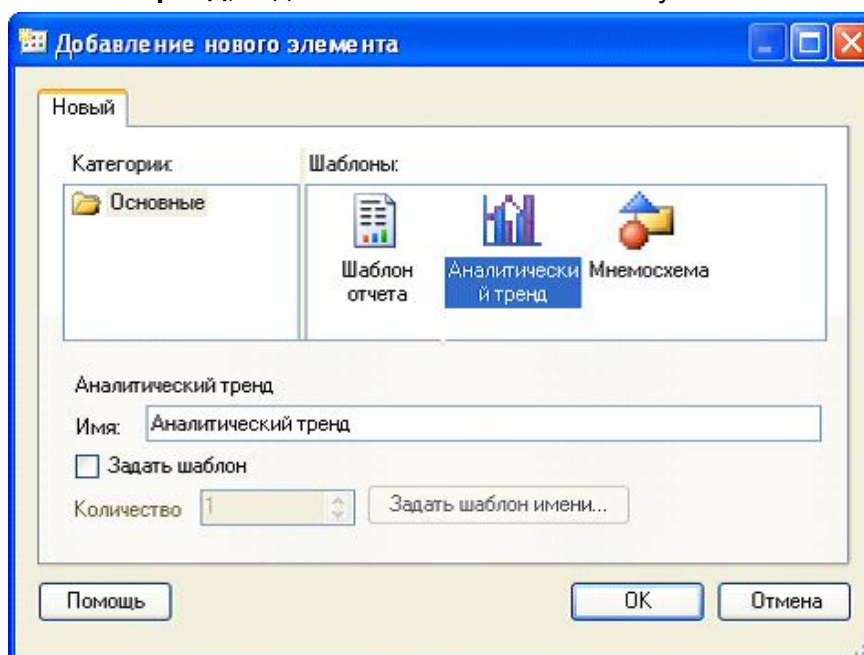 Добавление нового элемента
Новый
Категории:
Шаблоны:
Основные
Шаблон
отчета
Аналитически
й тренд
Мнемосхема
Аналитический тренд
Имя: Аналитический тренд
Задать шаблон
Количество 1 Задать шаблон имени...
Помощь OK Отмена